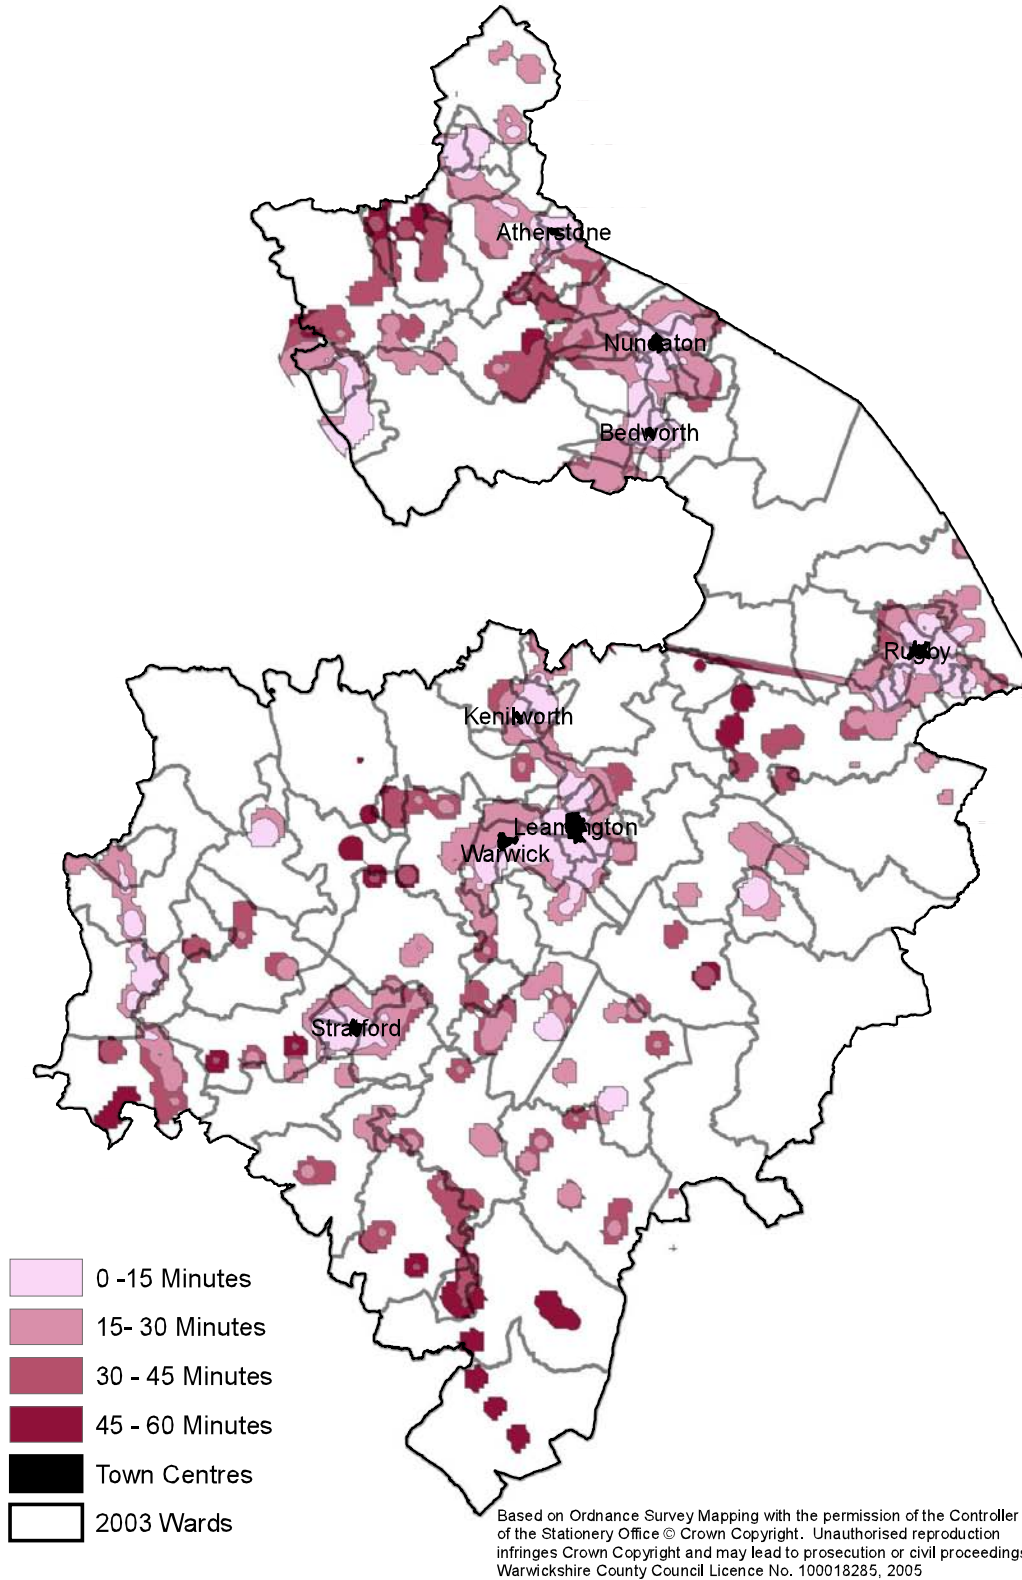 Atherstone
Nuneaton
Bedworth
Rugby
Kenilworth
Leamington
Warwick
Stratford
0 -15 Minutes
15- 30 Minutes
30 - 45 Minutes
45 - 60 Minutes
Town Centres
2003 Wards
Based on Ordnance Survey Mapping with the permission of the Controller
of the Stationery Office © Crown Copyright. Unauthorised reproduction
infringes Crown Copyright and may lead to prosecution or civil proceedings
Warwickshire County Council Licence No. 100018285, 2005